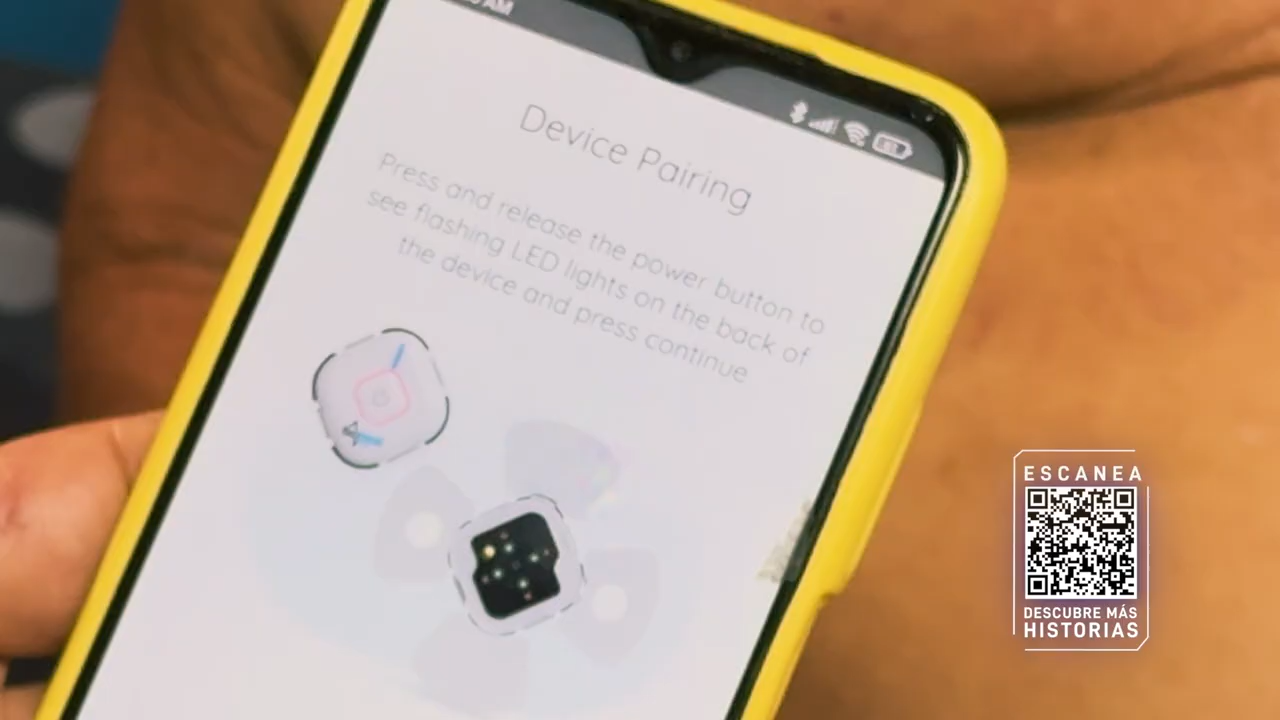 AM
Device Pairing
Press and release the power button to
see flashing LED lights on the back of
the device and press continue
ESCANEA
DESCUBRE MÁS
HISTORIAS